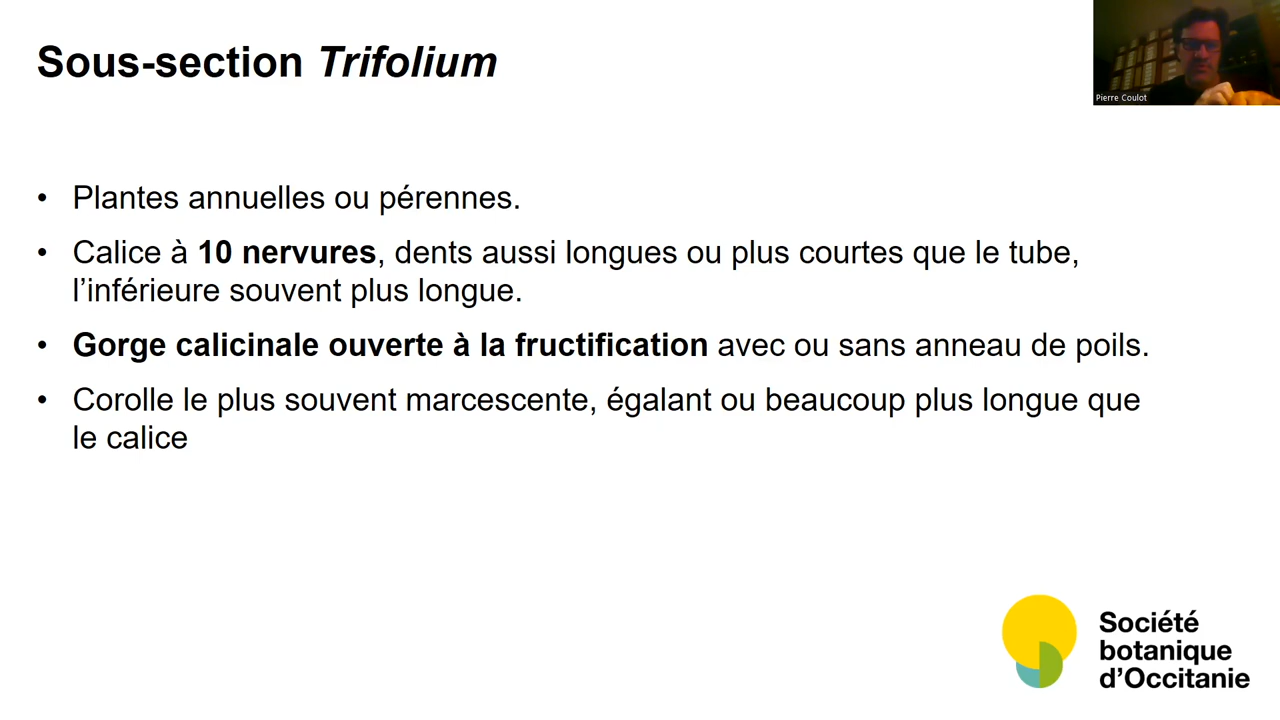 Sous-section Trifolium
Pierre Coulot
• Plantes annuelles ou pérennes.
• Calice à 10 nervures, dents aussi longues ou plus courtes que le tube,
l’inférieure souvent plus longue.
• Gorge calicinale ouverte à la fructification avec ou sans anneau de poils.
• Corolle le plus souvent marcescente, égalant ou beaucoup plus longue que
le calice
Société
botanique
d’Occitanie